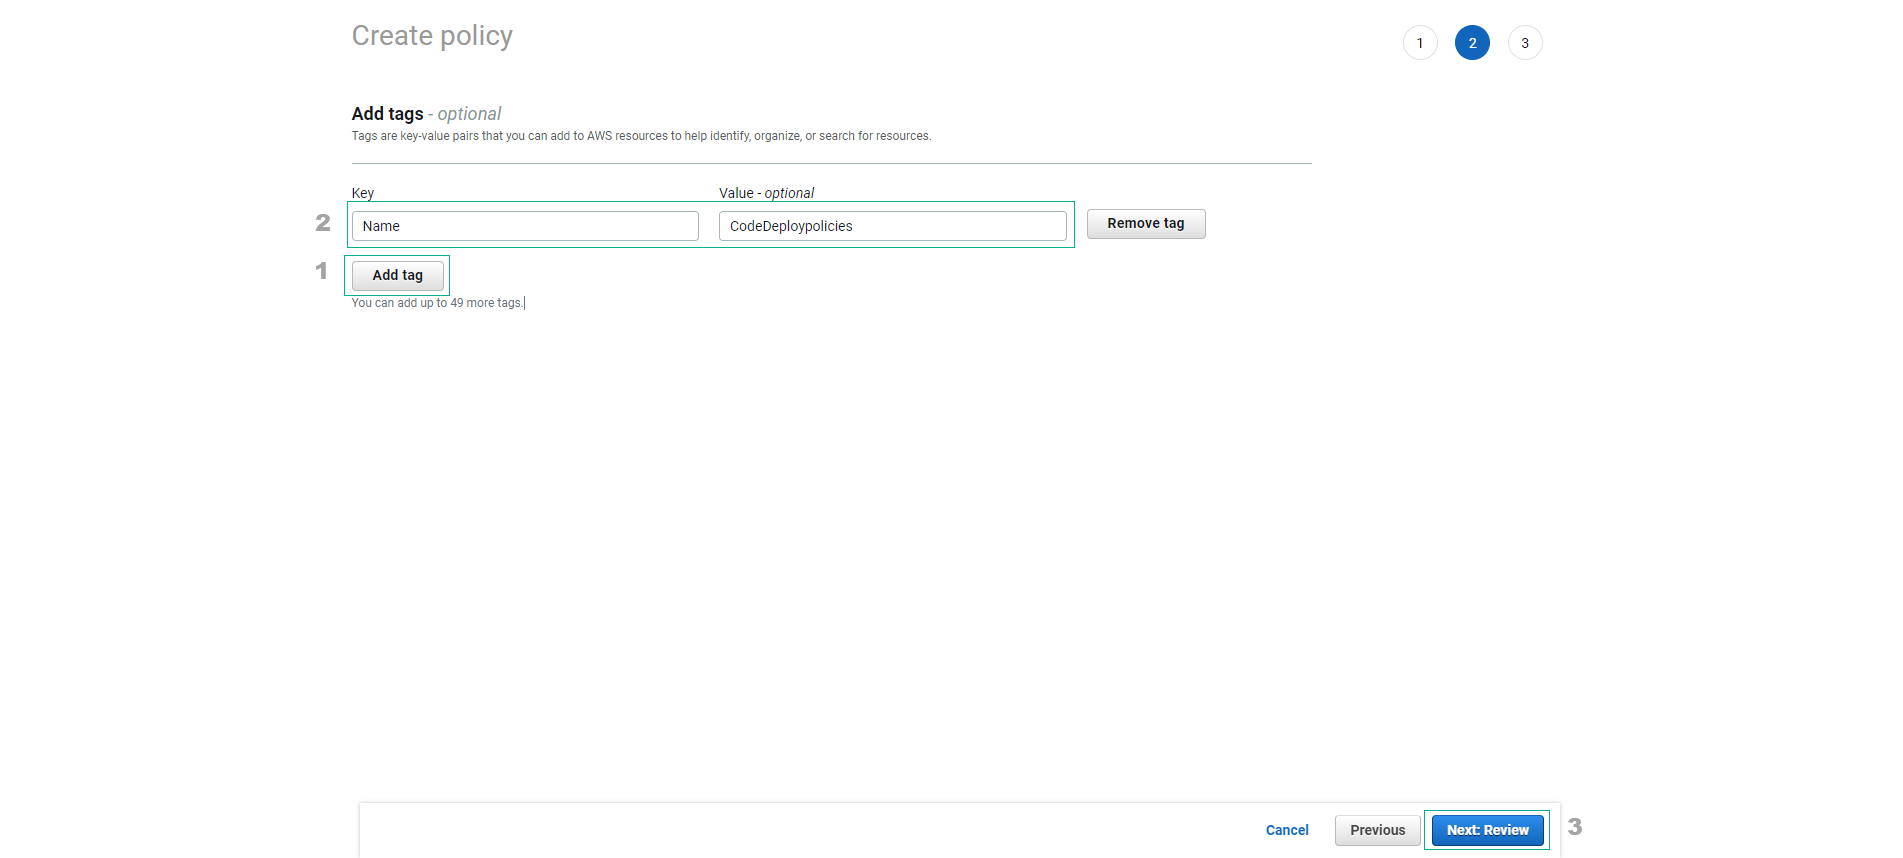 Create policy
1 2 3
Add tags - optional
Tags are key-value pairs that you can add to AWS resources to help identify, organize, or search for resources.
Key Value - optional
2 Name CodeDeploypolicies Remove tag
1 Add tag
You can add up to 49 more tags.
Cancel Previous Next: Review 3